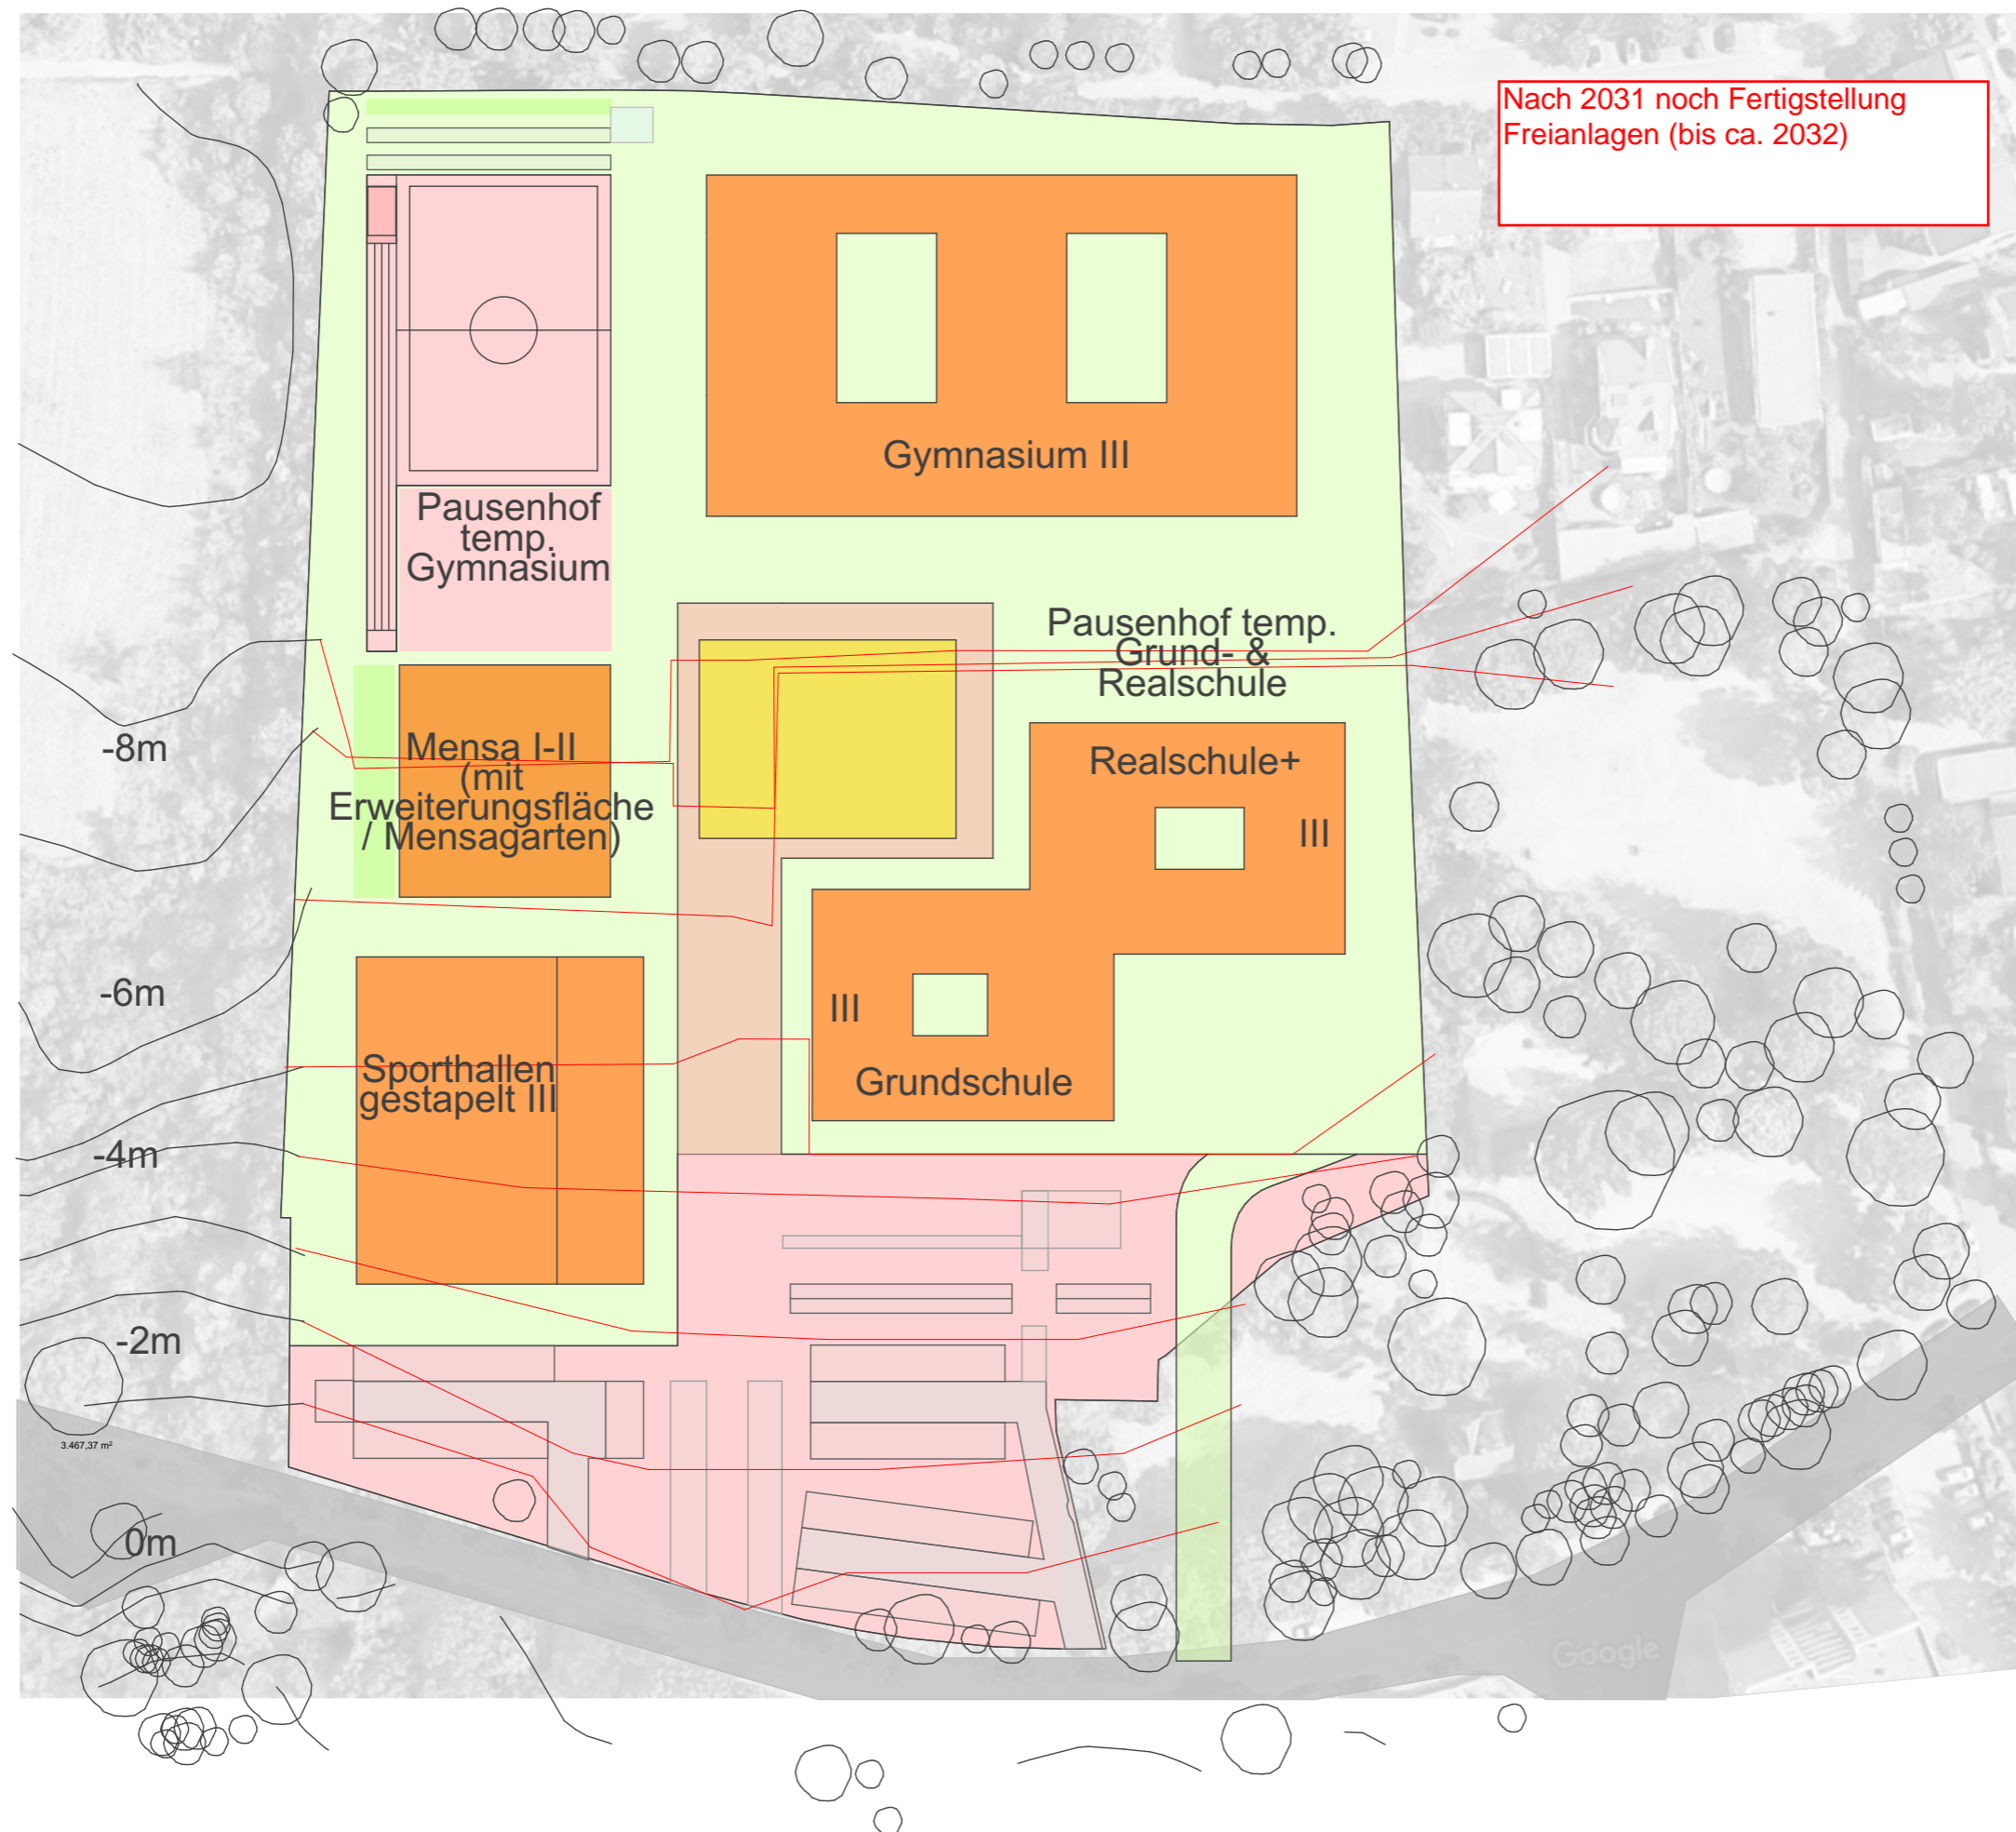 Nach 2031 noch Fertigstellung
Freianlagen (bis ca. 2032)
Gymnasium III
Pausenhof
temp.
Gymnasium
Pausenhof temp.
Grund- &
Realschule
-8m
Mensa I-II
(mit
Erweiterungsfläche
/ Mensagarten)
Realschule+
III
-6m
III
Sporthallen
gestapelt III
Grundschule
-4m
-2m
3.467,37 m²
0m
Google